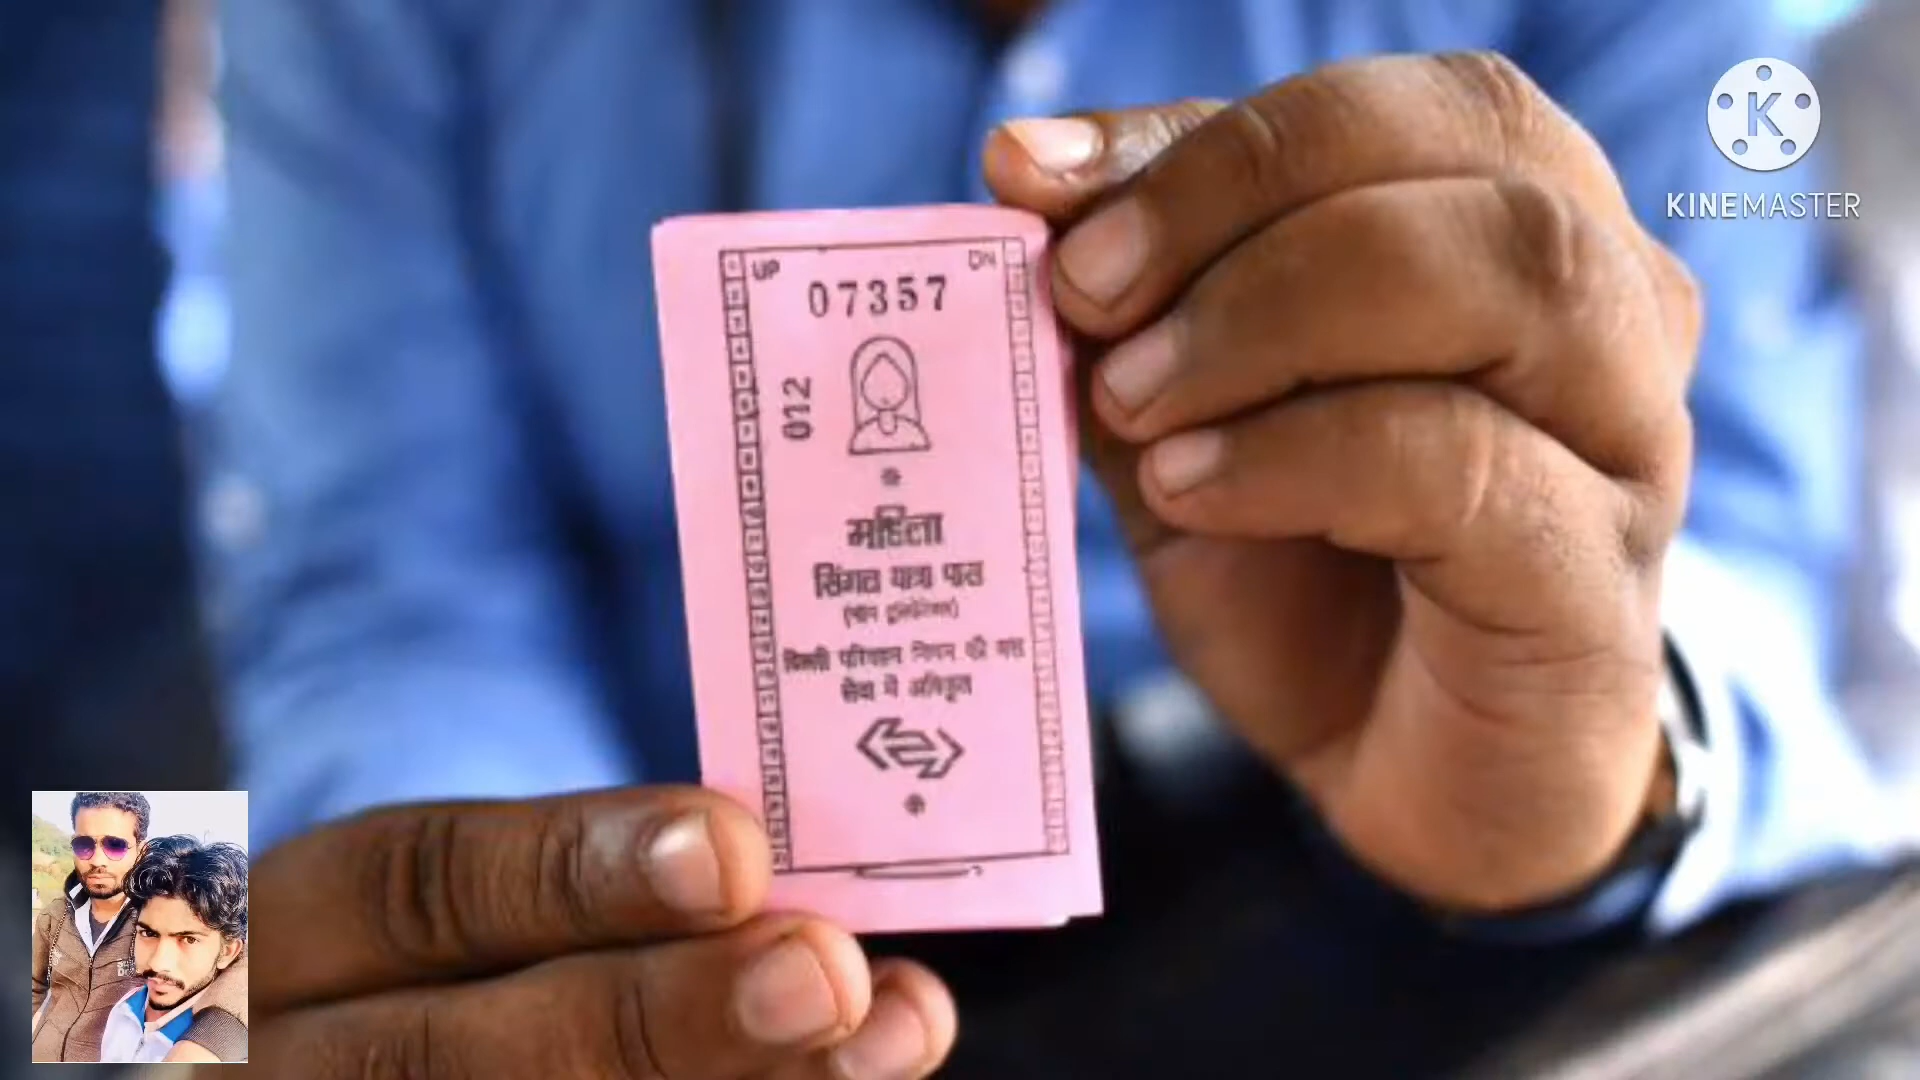 UP
DN
07357
012
महिला
सिंगल यात्रा पास
दिल्ली परिवहन निगम की बस
सेवा में अधिकृत
KINEMASTER